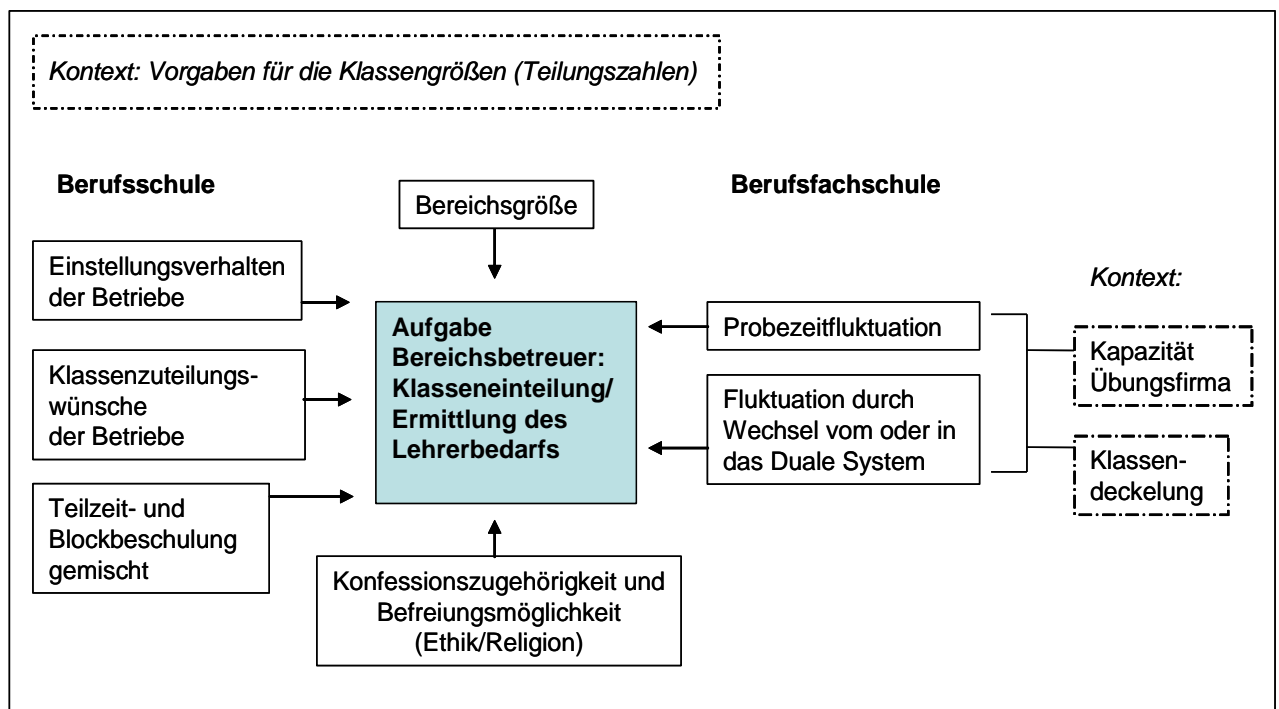 Kontext: Vorgaben für die Klassengrößen (Teilungszahlen)
Berufsschule
Berufsfachschule
Bereichsgröße
Einstellungsverhalten
der Betriebe
Klassenzuteilungs-
wünsche
der Betriebe
Teilzeit- und
Blockbeschulung
gemischt
Aufgabe
Bereichsbetreuer:
Klasseneinteilung/
Ermittlung des
Lehrerbedarfs
Konfessionszugehörigkeit und
Befreiungsmöglichkeit
(Ethik/Religion)
Probezeitfluktuation
Fluktuation durch
Wechsel vom oder in
das Duale System
Kontext:
Kapazität
Übungsfirma
Klassen-
deckelung